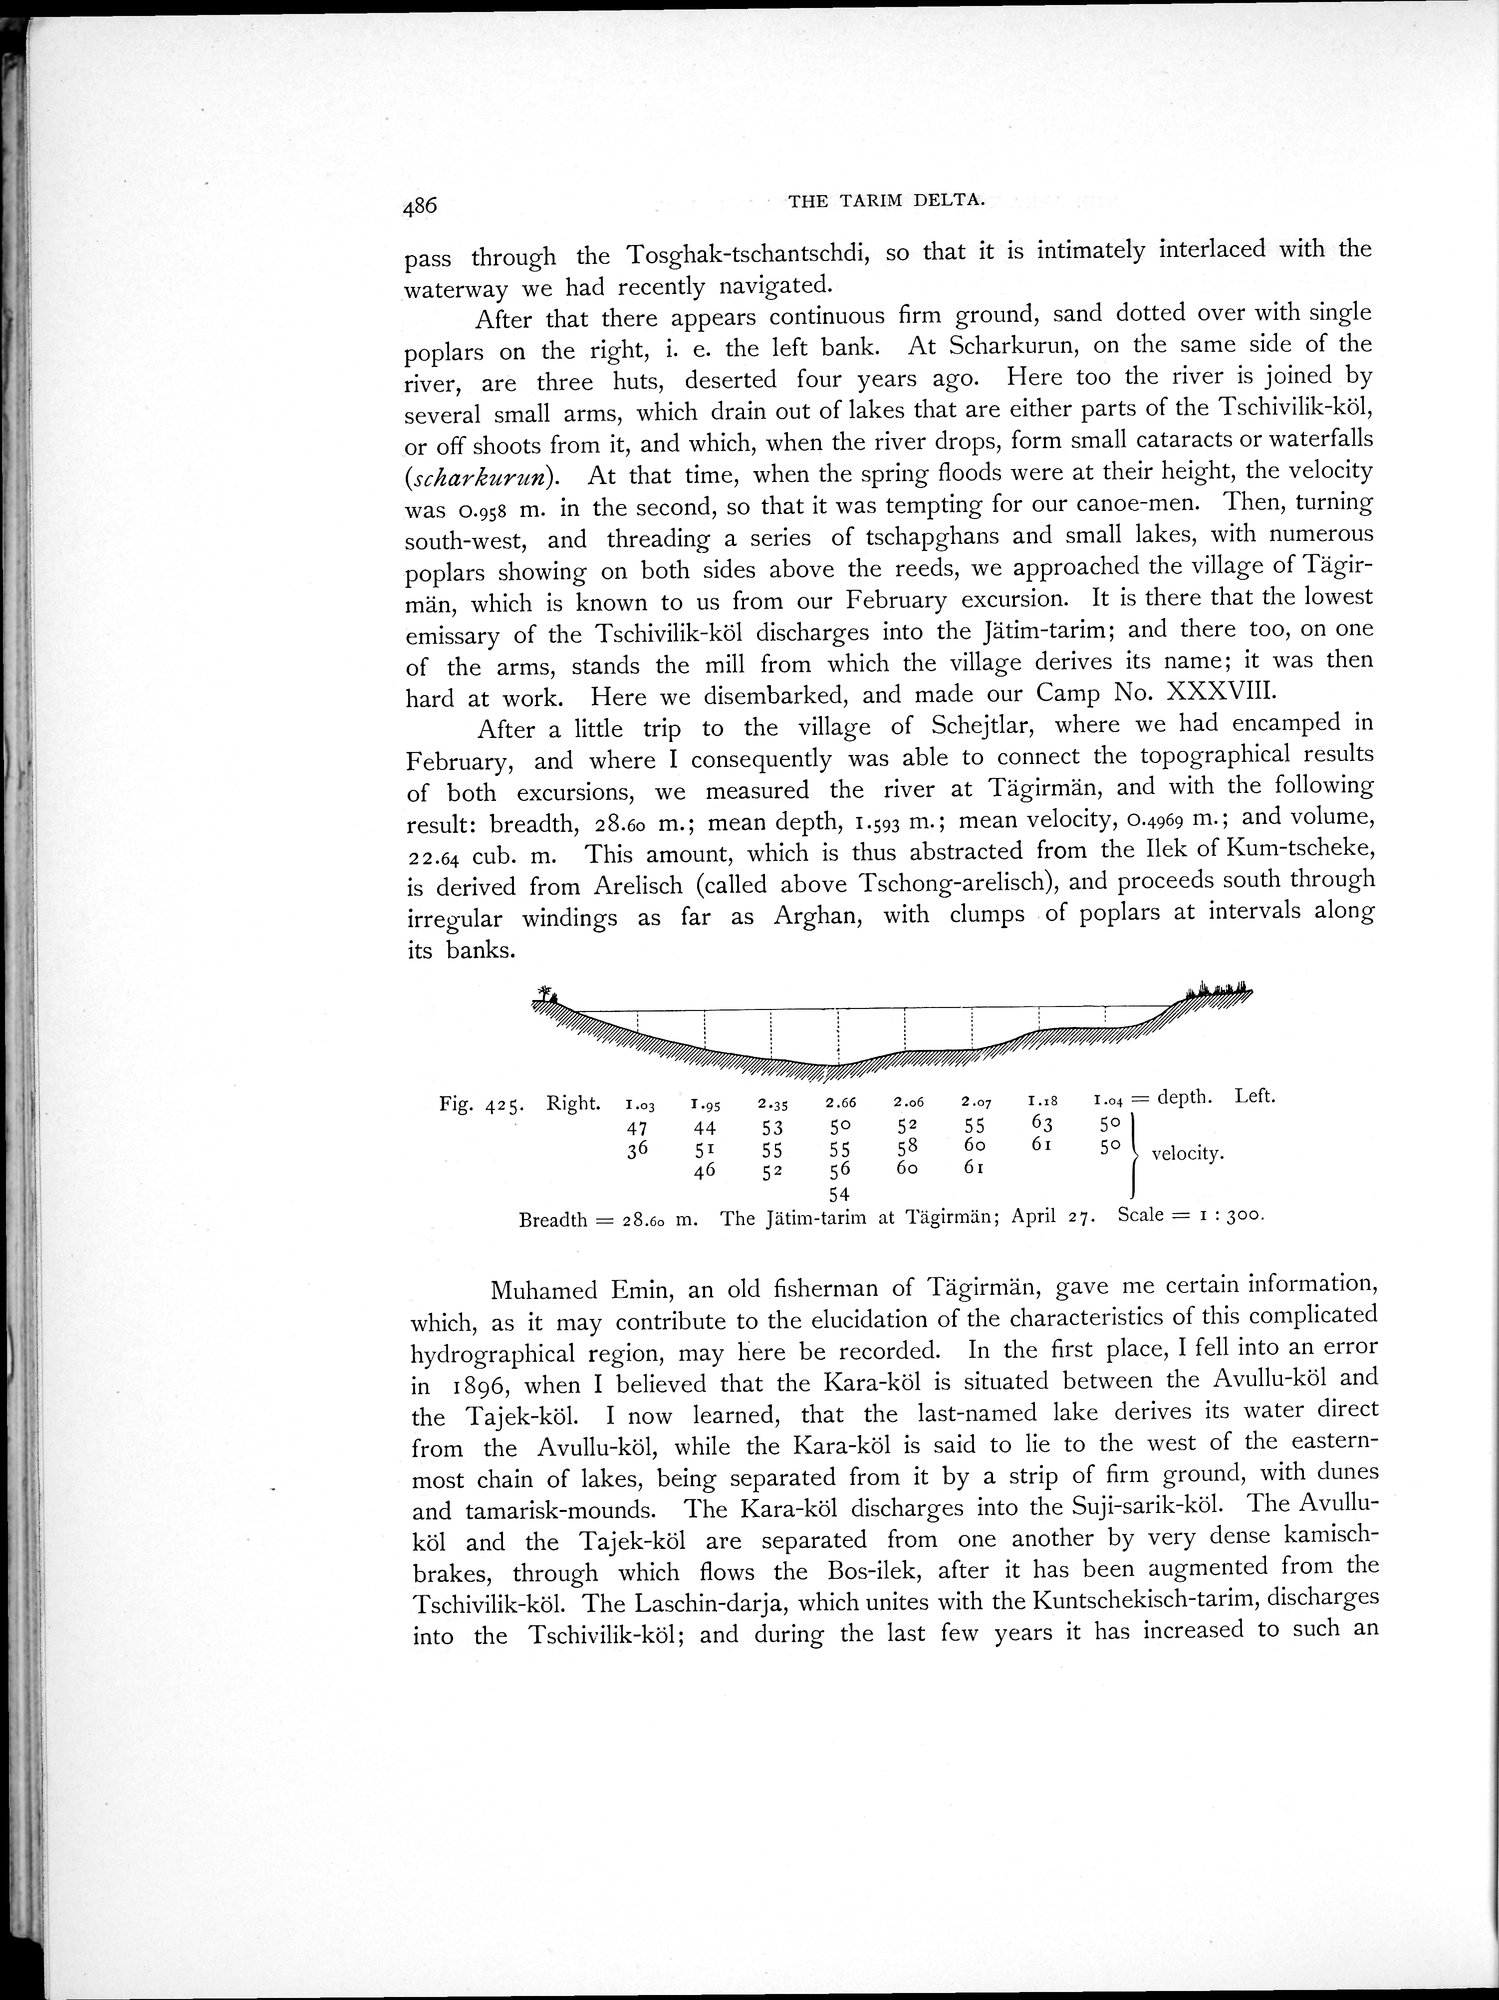 486
THE TARIM DELTA.
pass through the Tosghak-tschantschdi, so that it is intimately interlaced with the
waterway we had recently navigated.
After that there appears continuous firm ground, sand dotted over with single
poplars on the right, i. e. the left bank. At Scharkurun, on the same side of the
river, are three huts, deserted four years ago. Here too the river is joined by
several small arms, which drain out of lakes that are either parts of the Tschivilik-köl,
or off shoots from it, and which, when the river drops, form small cataracts or waterfalls
(scharkurun). At that time, when the spring floods were at their height, the velocity
was 0.958 m. in the second, so that it was tempting for our canoe-men. Then, turning
south-west, and threading a series of tschapghans and small lakes, with numerous
poplars showing on both sides above the reeds, we approached the village of Tägir-
män, which is known to us from our February excursion. It is there that the lowest
emissary of the Tschivilik-köl discharges into the Jätim-tarim; and there too, on one
of the arms, stands the mill from which the village derives its name; it was then
hard at work. Here we disembarked, and made our Camp No. XXXVIII.
After a little trip to the village of Schejtlar, where we had encamped in
February, and where I consequently was able to connect the topographical results
of both excursions, we measured the river at Tägirmän, and with the following
result: breadth, 28.60 m.; mean depth, 1.593 m.; mean velocity, 0.4969 m.; and volume,
22.64 cub. m. This amount, which is thus abstracted from the Ilek of Kum-tscheke,
is derived from Arelisch (called above Tschong-arelisch), and proceeds south through
irregular windings as far as Arghan, with clumps of poplars at intervals along
its banks.
Fig. 425. Right. 1.03 1.95 2.35 2.66 2.06 2.07 1.18 1.04 = depth. Left.
47 44 53 50 52 55 63 50
36 51 55 55 58 60 61 50 velocity.
46 52 56 60 61
54
Breadth = 28.60 m. The Jätim-tarim at Tägirmän; April 27. Scale = 1 : 300.
Muhamed Emin, an old fisherman of Tägirmän, gave me certain information,
which, as it may contribute to the elucidation of the characteristics of this complicated
hydrographical region, may here be recorded. In the first place, I fell into an error
in 1896, when I believed that the Kara-köl is situated between the Avullu-köl and
the Tajek-köl. I now learned, that the last-named lake derives its water direct
from the Avullu-köl, while the Kara-köl is said to lie to the west of the eastern-
most chain of lakes, being separated from it by a strip of firm ground, with dunes
and tamarisk-mounds. The Kara-köl discharges into the Suji-sarik-köl. The Avullu-
köl and the Tajek-köl are separated from one another by very dense kamisch-
brakes, through which flows the Bos-ilek, after it has been augmented from the
Tschivilik-köl. The Laschin-darja, which unites with the Kuntschekisch-tarim, discharges
into the Tschivilik-köl; and during the last few years it has increased to such an